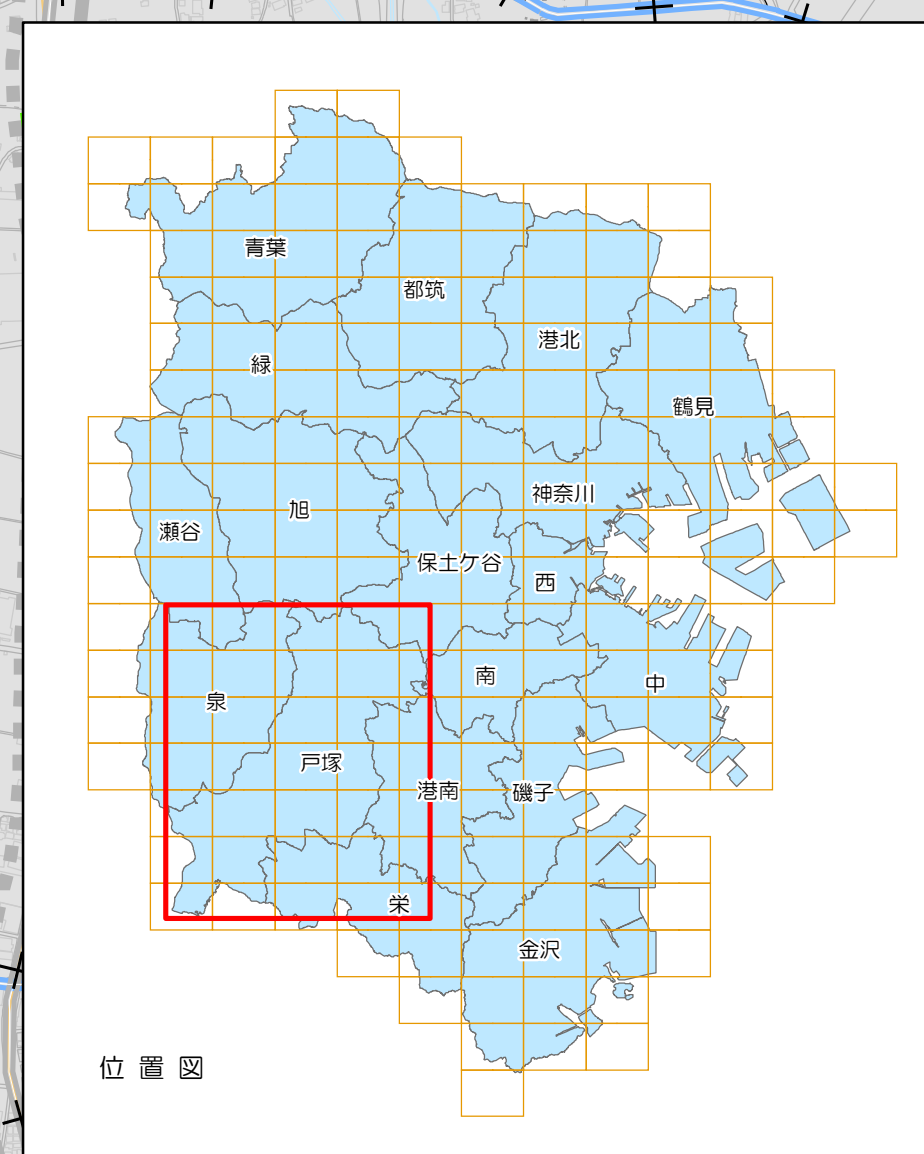 青葉
都筑
港北
緑
鶴見
神奈川
旭
瀬谷
保土ケ谷
西
南
中
泉
戸塚
港南
磯子
栄
金沢
位置図